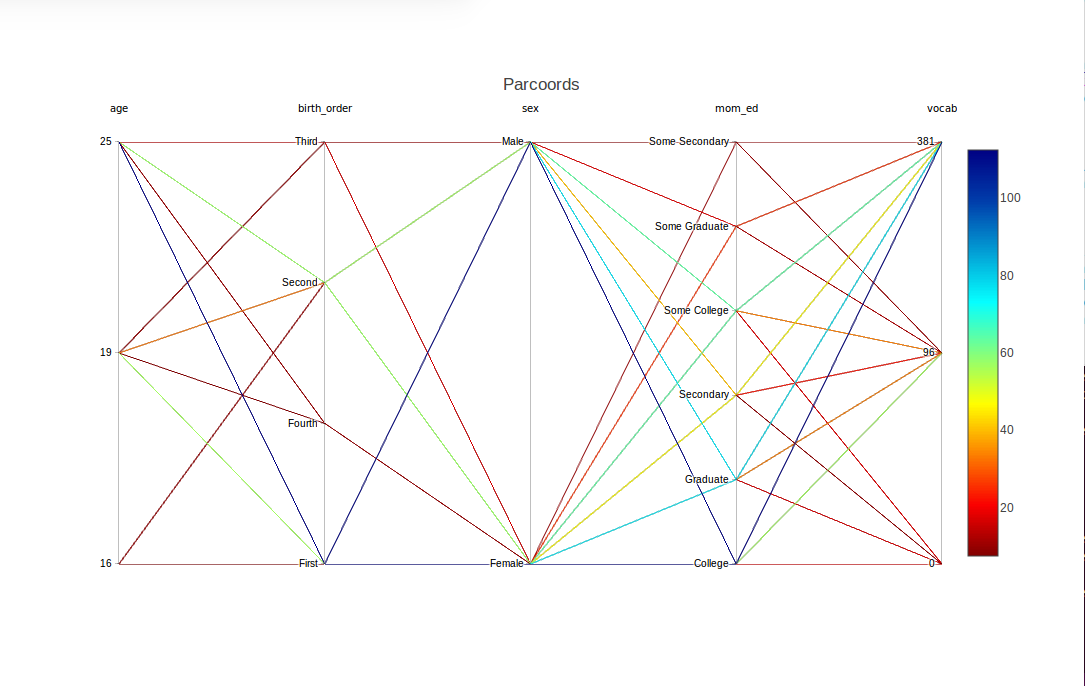 Parcoords
age birth_order sex mom_ed vocab
25 Third Male Some Secondary 381
100
Some Graduate
80
Second
Some College
19 96 60
Secondary
40
Fourth
Graduate
20
16 First Female College 0